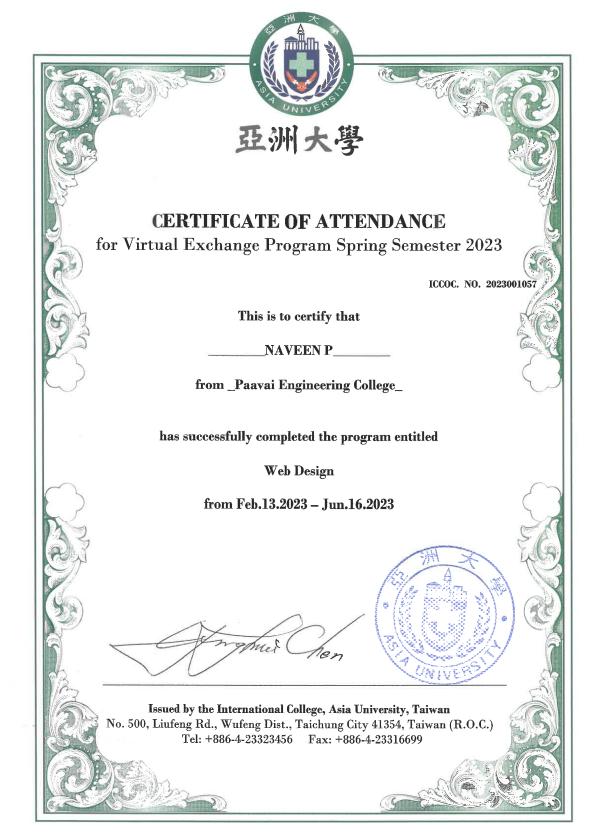 亞洲大學
ASIA UNIVERSITY
亞洲大學
CERTIFICATE OF ATTENDANCE
for Virtual Exchange Program Spring Semester 2023
ICCOC. NO. 2023001057
This is to certify that
_________NAVEEN P_________
from _Paavai Engineering College_
has successfully completed the program entitled
Web Design
from Feb.13.2023 – Jun.16.2023
亞洲大學
ASIA UNIVERSITY
Chen
Issued by the International College, Asia University, Taiwan
No. 500, Liufeng Rd., Wufeng Dist., Taichung City 41354, Taiwan (R.O.C.)
Tel: +886-4-23323456 Fax: +886-4-23316699